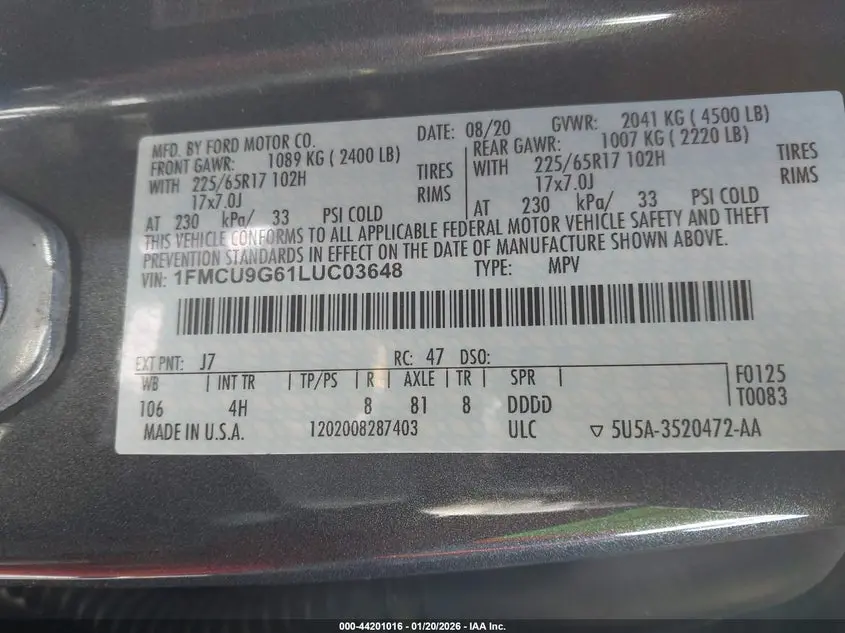 MFD. BY FORD MOTOR CO. DATE: 08/20 GVWR: 2041 KG ( 4500 LB)
FRONT GAWR: 1089 KG ( 2400 LB) REAR GAWR: 1007 KG ( 2220 LB)
WITH 225/65R17 102H TIRES WITH 225/65R17 102H TIRES
17x7.0J RIMS 17x7.0J RIMS
AT 230 kPa/ 33 PSI COLD AT 230 kPa/ 33 PSI COLD
THIS VEHICLE CONFORMS TO ALL APPLICABLE FEDERAL MOTOR VEHICLE SAFETY AND THEFT
PREVENTION STANDARDS IN EFFECT ON THE DATE OF MANUFACTURE SHOWN ABOVE.
VIN: 1FMCU9G61LUC03648 TYPE: MPV
EXT PNT: J7 RC: 47 DSO:
WB INT TR TP/PS R AXLE TR SPR F0125
106 4H 8 81 8 DDDD T0083
MADE IN U.S.A. 1202008287403 ULC ▽ 5U5A-3520472-AA
000-44201016 - 01/20/2026 - IAA Inc.